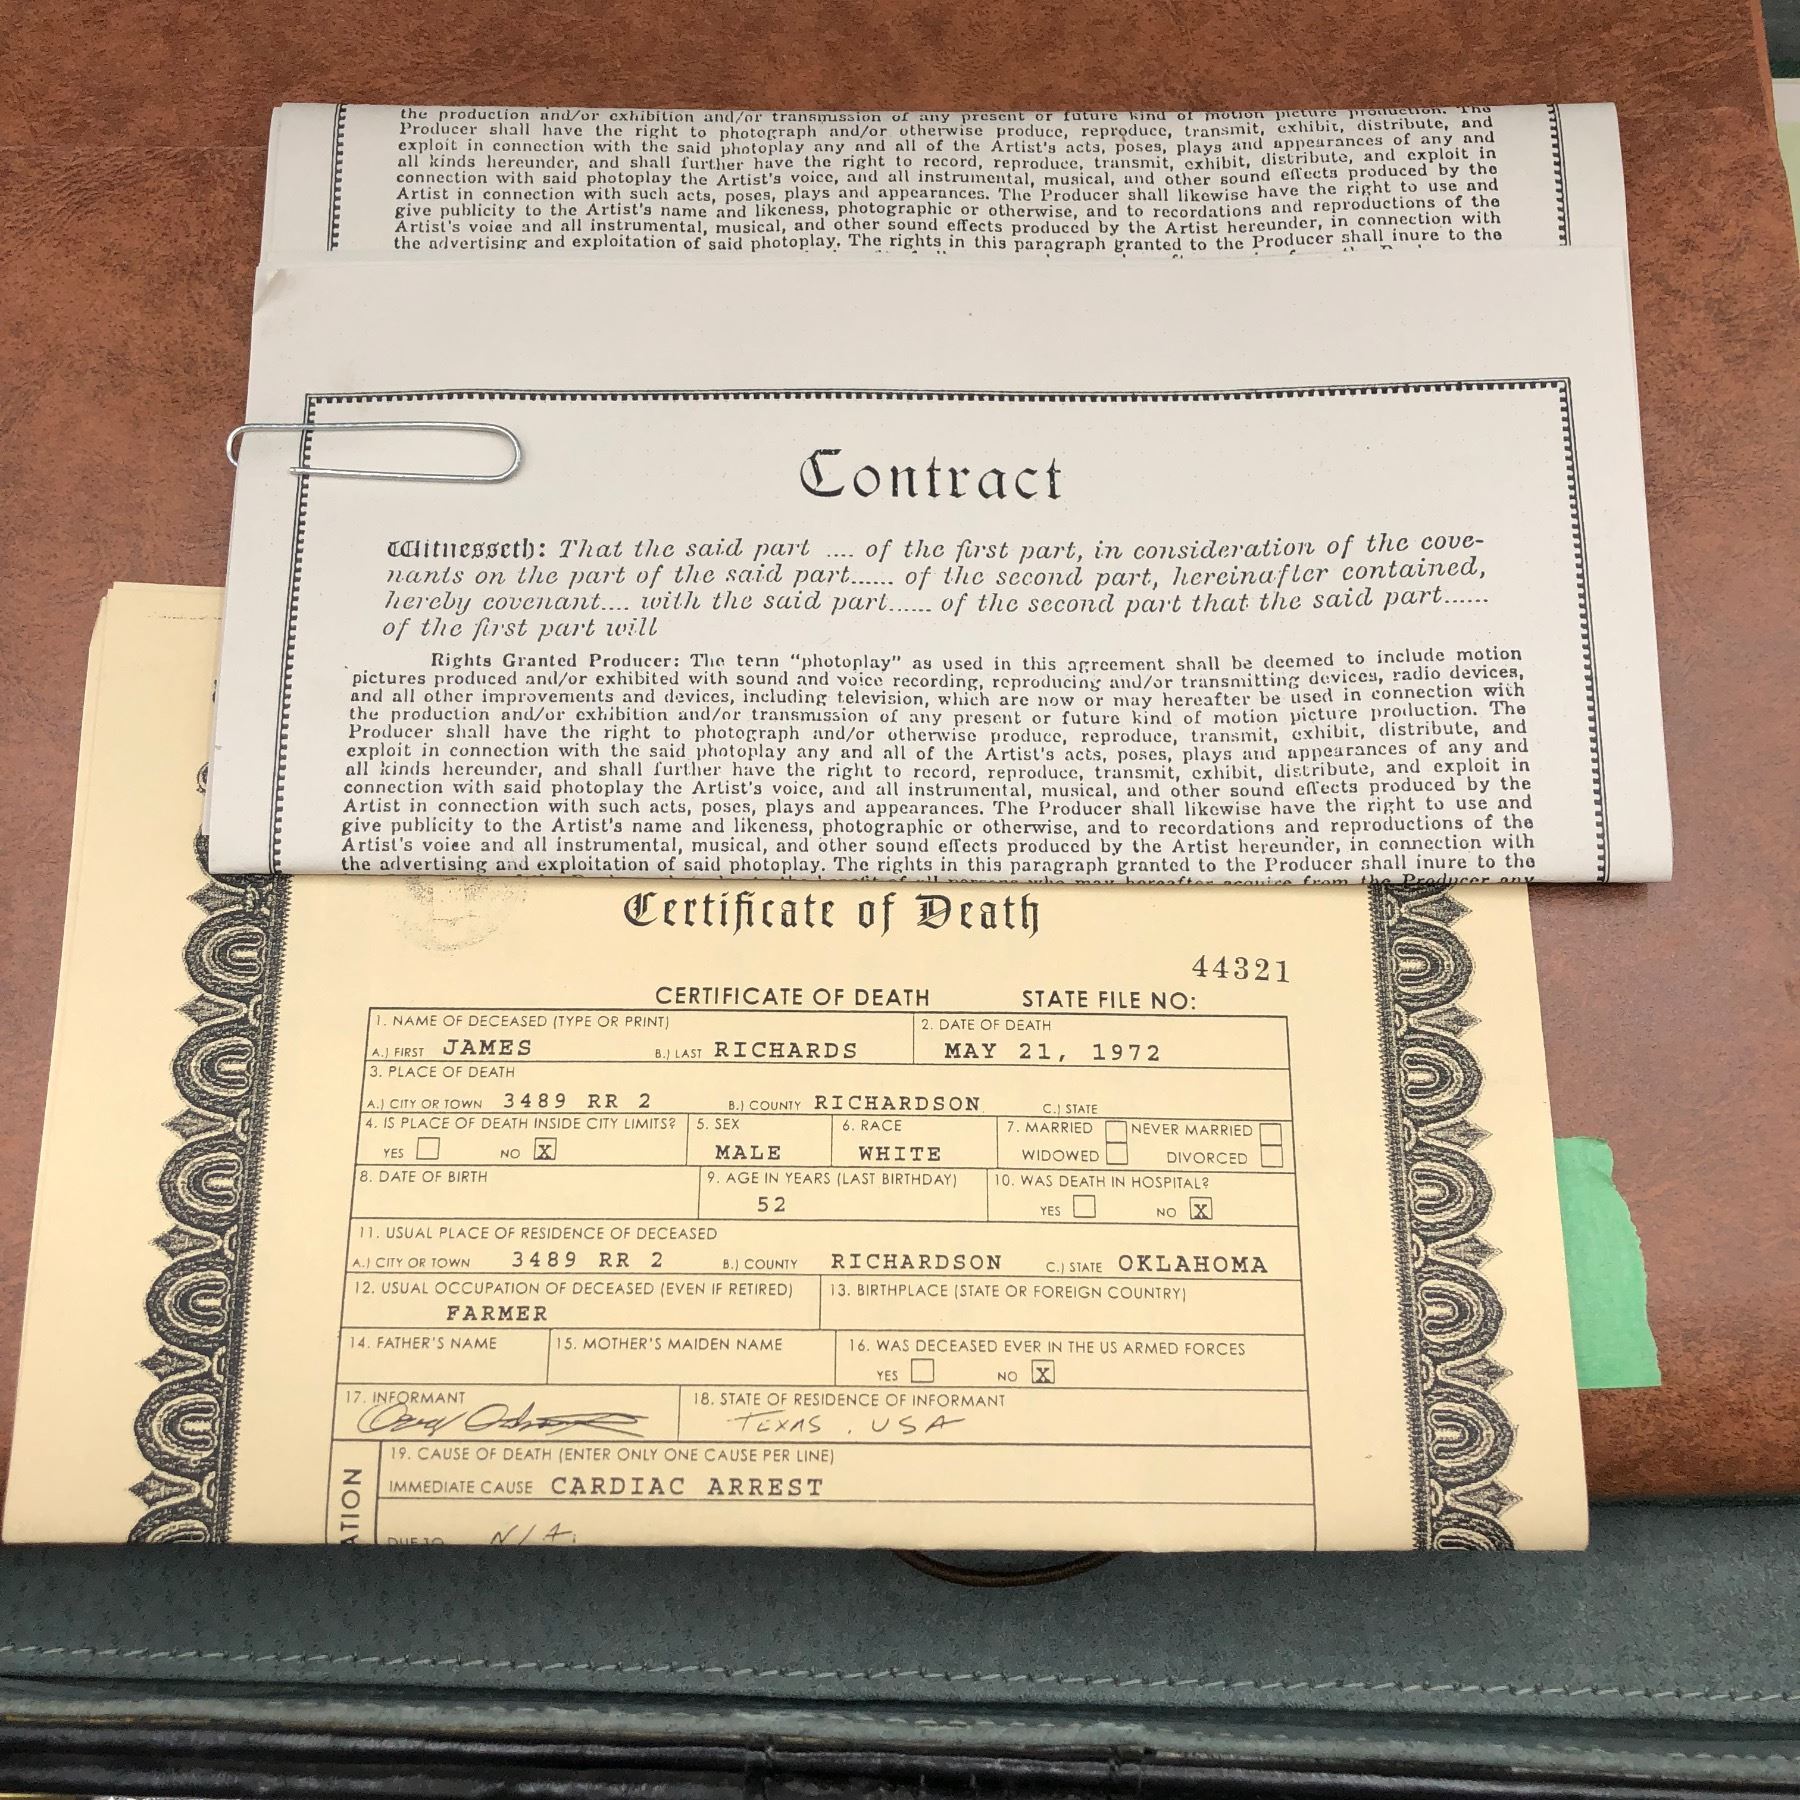 the production and/or exhibition and/or transmission of any present or future kind of motion picture production. The
Producer shall have the right to photograph and/or otherwise produce, reproduce, transmit, exhibit, distribute, and
exploit in connection with the said photoplay any and all of the Artist's acts, poses, plays and appearances of any and
all kinds hereunder, and shall further have the right to record, reproduce, transmit, exhibit, distribute, and exploit in
connection with said photoplay the Artist's voice, and all instrumental, musical, and other sound effects produced by the
Artist in connection with such acts, poses, plays and appearances. The Producer shall likewise have the right to use and
give publicity to the Artist's name and likeness, photographic or otherwise, and to recordations and reproductions of the
Artist's voice and all instrumental, musical, and other sound effects produced by the Artist hereunder, in connection with
the advertising and exploitation of said photoplay. The rights in this paragraph granted to the Producer shall inure to the
Contract
Witnesseth: That the said part .... of the first part, in consideration of the cove-
nants on the part of the said part...... of the second part, hereinafter contained,
hereby covenant.... with the said part...... of the second part that the said part......
of the first part will
Rights Granted Producer: The term "photoplay" as used in this agreement shall be deemed to include motion
pictures produced and/or exhibited with sound and voice recording, reproducing and/or transmitting devices, radio devices,
and all other improvements and devices, including television, which are now or may hereafter be used in connection with
the production and/or exhibition and/or transmission of any present or future kind of motion picture production. The
Producer shall have the right to photograph and/or otherwise produce, reproduce, transmit, exhibit, distribute, and
exploit in connection with the said photoplay any and all of the Artist's acts, poses, plays and appearances of any and
all kinds hereunder, and shall further have the right to record, reproduce, transmit, exhibit, distribute, and exploit in
connection with said photoplay the Artist's voice, and all instrumental, musical, and other sound effects produced by the
Artist in connection with such acts, poses, plays and appearances. The Producer shall likewise have the right to use and
give publicity to the Artist's name and likeness, photographic or otherwise, and to recordations and reproductions of the
Artist's voice and all instrumental, musical, and other sound effects produced by the Artist hereunder, in connection with
the advertising and exploitation of said photoplay. The rights in this paragraph granted to the Producer shall inure to the
benefit of all persons who may hereafter acquire from the Producer any
Certificate of Death
44321
CERTIFICATE OF DEATH STATE FILE NO:
1. NAME OF DECEASED (TYPE OR PRINT) 2. DATE OF DEATH
A.) FIRST JAMES B.) LAST RICHARDS MAY 21, 1972
3. PLACE OF DEATH
A.) CITY OR TOWN 3489 RR 2 B.) COUNTY RICHARDSON C.) STATE
4. IS PLACE OF DEATH INSIDE CITY LIMITS? 5. SEX 6. RACE 7. MARRIED NEVER MARRIED
YES NO X MALE WHITE WIDOWED DIVORCED
8. DATE OF BIRTH 9. AGE IN YEARS (LAST BIRTHDAY) 10. WAS DEATH IN HOSPITAL?
52 YES NO X
11. USUAL PLACE OF RESIDENCE OF DECEASED
A.) CITY OR TOWN 3489 RR 2 B.) COUNTY RICHARDSON C.) STATE OKLAHOMA
12. USUAL OCCUPATION OF DECEASED (EVEN IF RETIRED) 13. BIRTHPLACE (STATE OR FOREIGN COUNTRY)
FARMER
14. FATHER'S NAME 15. MOTHER'S MAIDEN NAME 16. WAS DECEASED EVER IN THE US ARMED FORCES
YES NO X
17. INFORMANT 18. STATE OF RESIDENCE OF INFORMANT
TEXAS, USA
19. CAUSE OF DEATH (ENTER ONLY ONE CAUSE PER LINE)
IMMEDIATE CAUSE CARDIAC ARREST
DUE TO N/A.